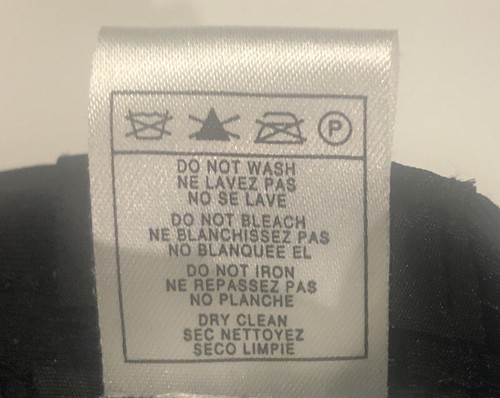 P
DO NOT WASH
NE LAVEZ PAS
NO SE LAVE
DO NOT BLEACH
NE BLANCHISSEZ PAS
NO BLANQUEE EL
DO NOT IRON
NE REPASSEZ PAS
NO PLANCHE
DRY CLEAN
SEC NETTOYEZ
SECO LIMPIE